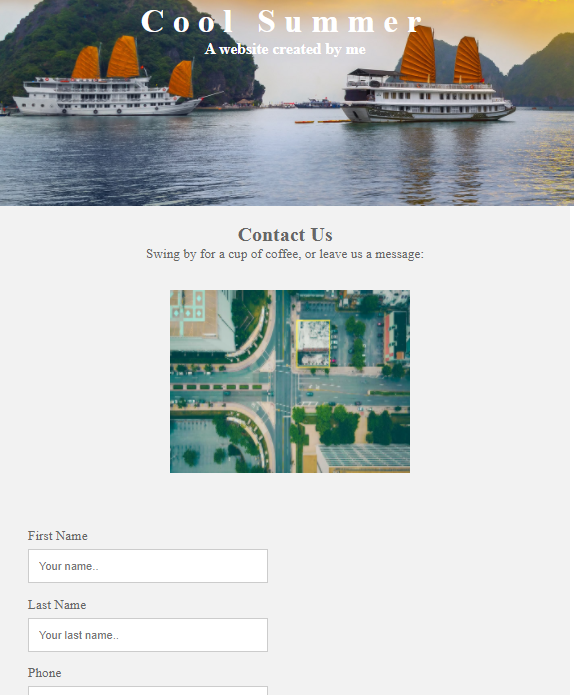 Cool Summer
A website created by me
Contact Us
Swing by for a cup of coffee, or leave us a message:
First Name
Your name..
Last Name
Your last name..
Phone